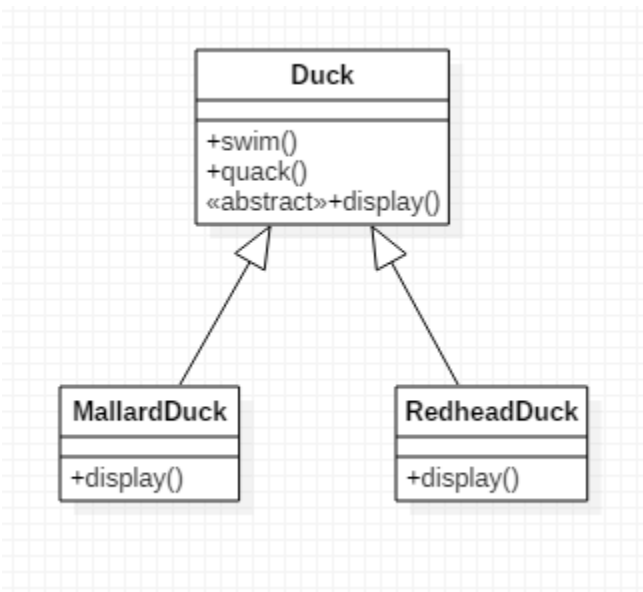 Duck
+swim()
+quack()
«abstract»+display()
MallardDuck
+display()
RedheadDuck
+display()